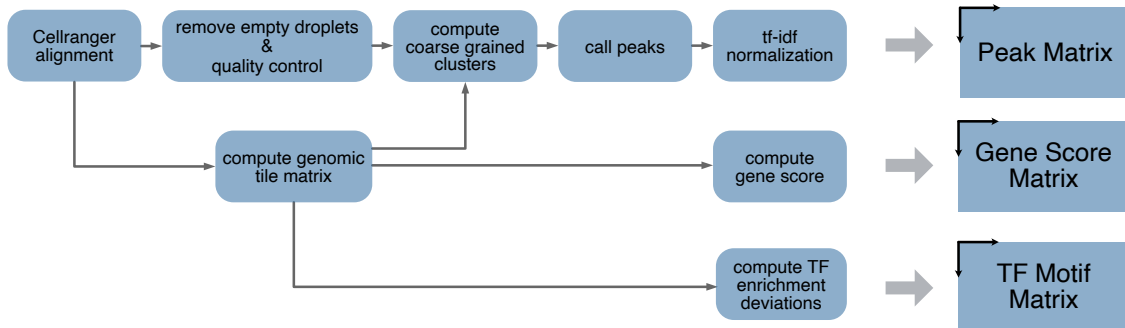 Cellranger
alignment
remove empty droplets
&
quality control
compute
coarse grained
clusters
call peaks
tf-idf
normalization
Peak Matrix
compute genomic
tile matrix
compute
gene score
Gene Score
Matrix
compute TF
enrichment
deviations
TF Motif
Matrix